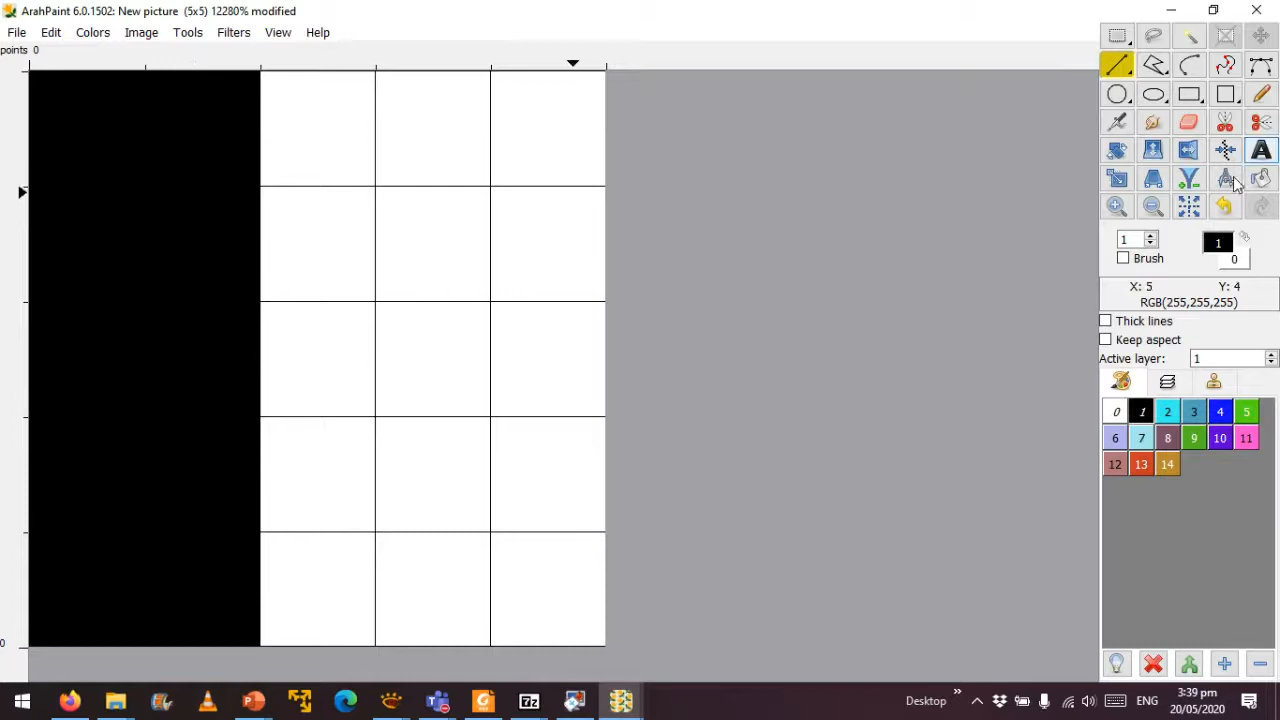 ArahPaint 6.0.1502: New picture (5x5) 12280% modified
File Edit Colors Image Tools Filters View Help
points 0
0
A
1
Brush
1
0
X: 5 Y: 4
RGB(255,255,255)
Thick lines
Keep aspect
Active layer: 1
0 1 2 3 4 5
6 7 8 9 10 11
12 13 14
7z
Desktop
ENG
3:39 pm
20/05/2020